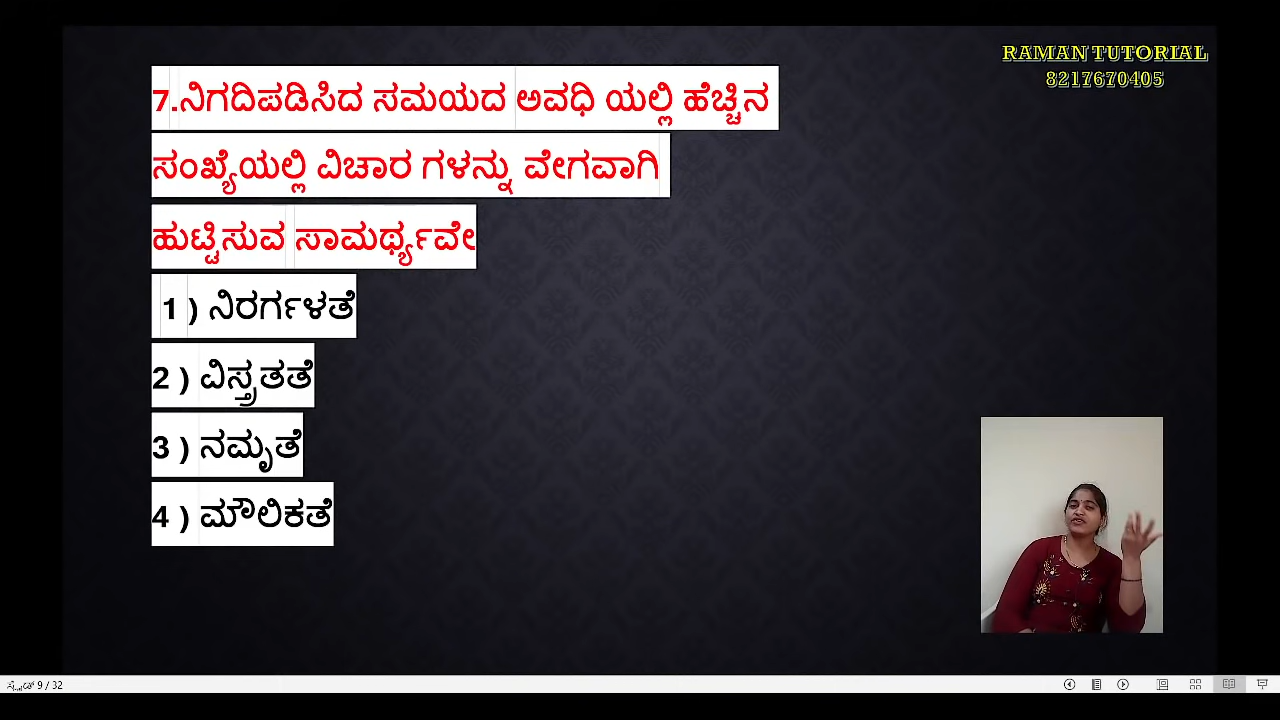 RAMAN TUTORIAL
8217670405
7.ನಿಗದಿಪಡಿಸಿದ ಸಮಯದ ಅವಧಿ ಯಲ್ಲಿ ಹೆಚ್ಚಿನ
ಸಂಖ್ಯೆಯಲ್ಲಿ ವಿಚಾರ ಗಳನ್ನು ವೇಗವಾಗಿ
ಹುಟ್ಟಿಸುವ ಸಾಮರ್ಥ್ಯವೇ
1 ) ನಿರರ್ಗಳತೆ
2 ) ವಿಸ್ತ್ರತತೆ
3 ) ನಮೃತೆ
4 ) ಮೌಲಿಕತೆ
ಸ್ಲೈಡ್ 9 / 32